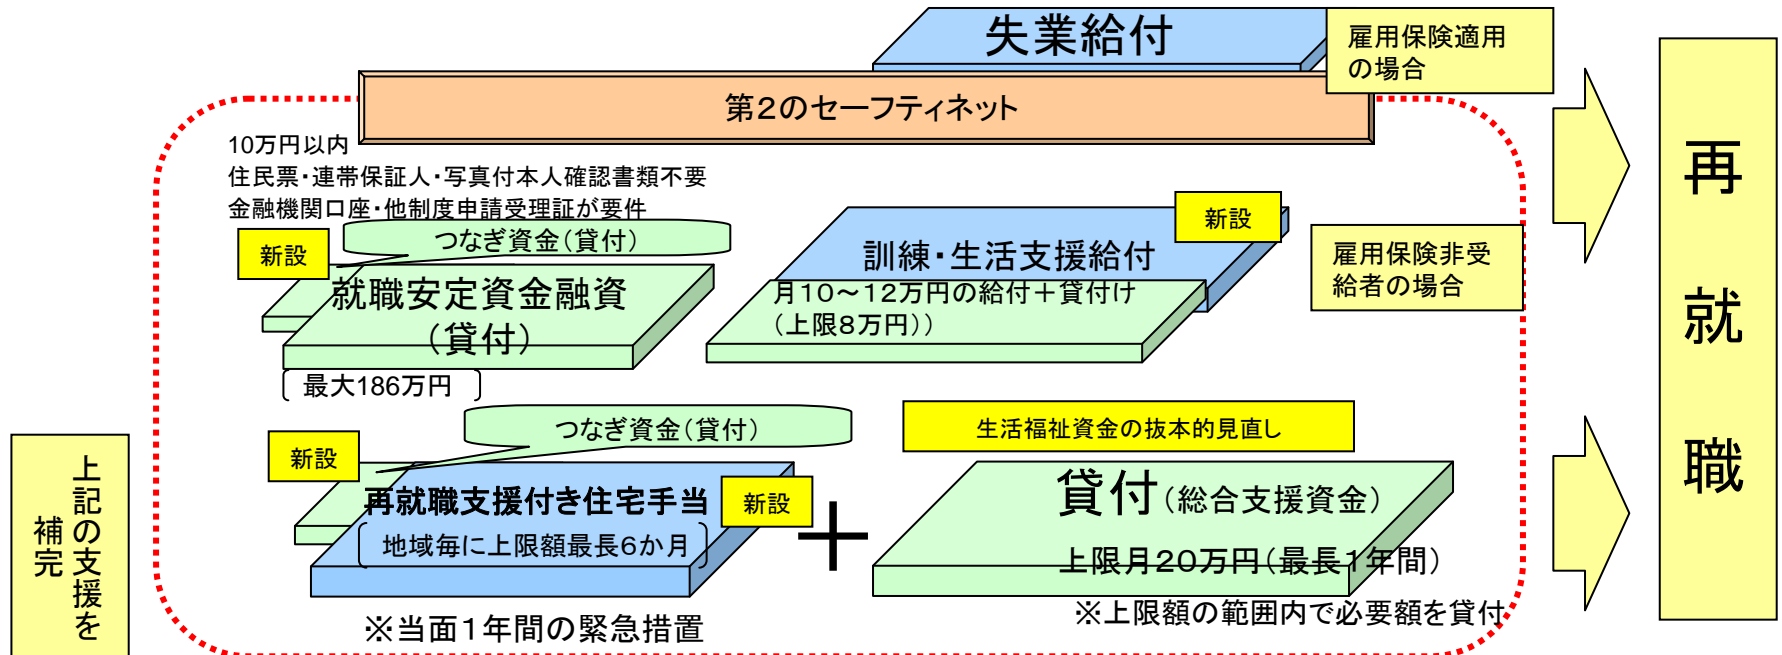 失業給付
雇用保険適用
の場合
第2のセーフティネット
10万円以内
住民票・連帯保証人・写真付本人確認書類不要
金融機関口座・他制度申請受理証が要件
新設
つなぎ資金(貸付)
就職安定資金融資
(貸付)
最大186万円
新設
訓練・生活支援給付
月10～12万円の給付＋貸付け
(上限8万円))
雇用保険非受
給者の場合
新設
つなぎ資金(貸付)
再就職支援付き住宅手当
地域毎に上限額最長6か月
新設
※当面1年間の緊急措置
＋
生活福祉資金の抜本的見直し
貸付(総合支援資金)
上限月20万円(最長1年間)
※上限額の範囲内で必要額を貸付
上記の支援を
補完
再就職